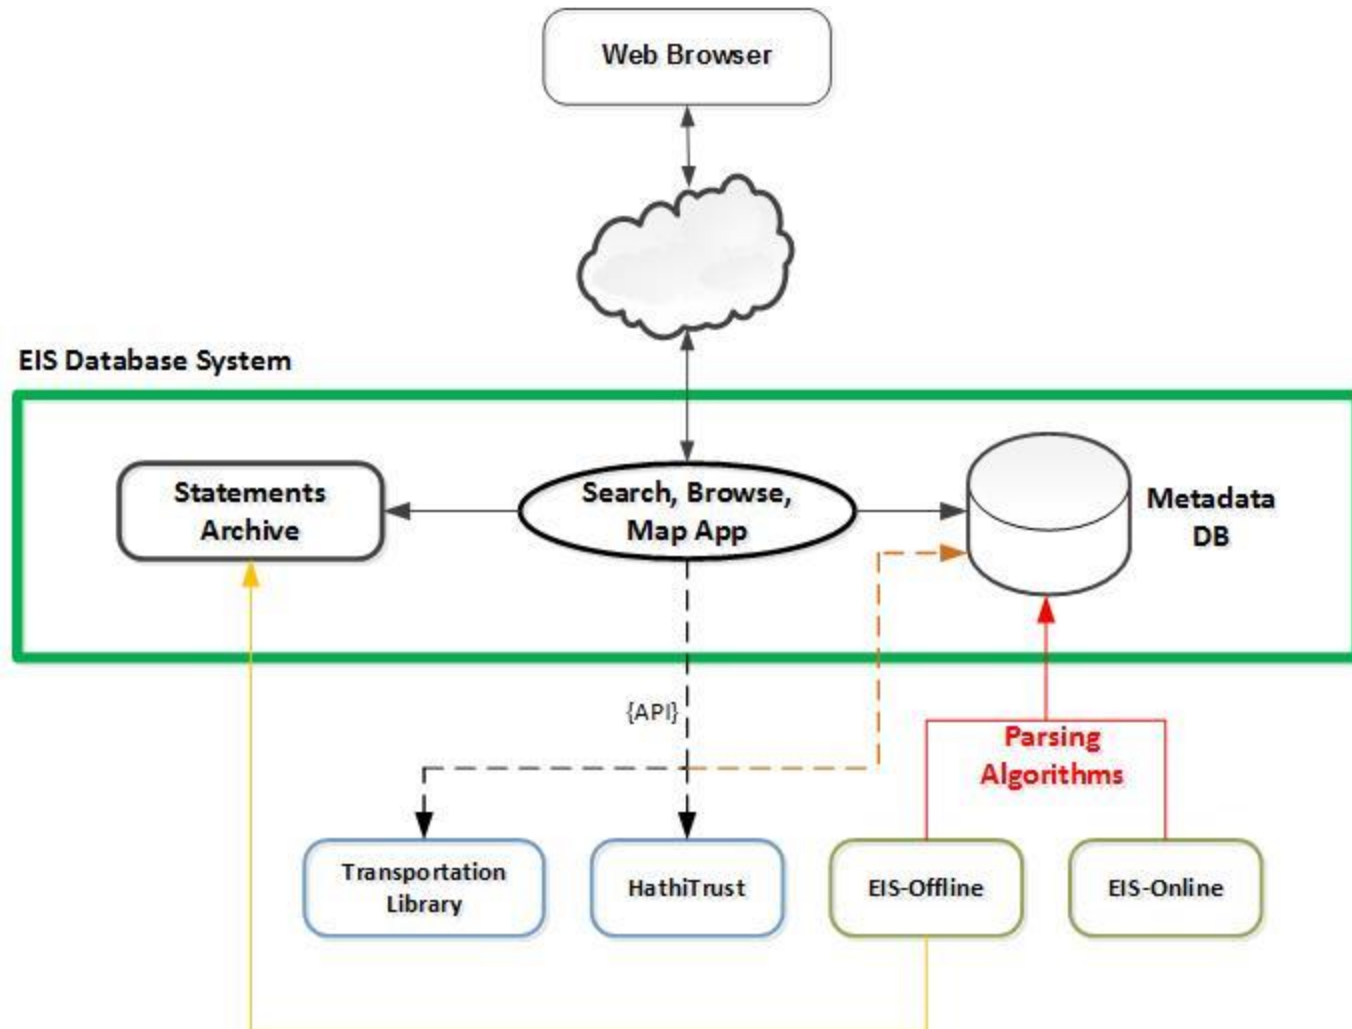 Web Browser
EIS Database System
Statements
Archive
Search, Browse,
Map App
Metadata
DB
{API}
Parsing
Algorithms
Transportation
Library
HathiTrust
EIS-Offline
EIS-Online